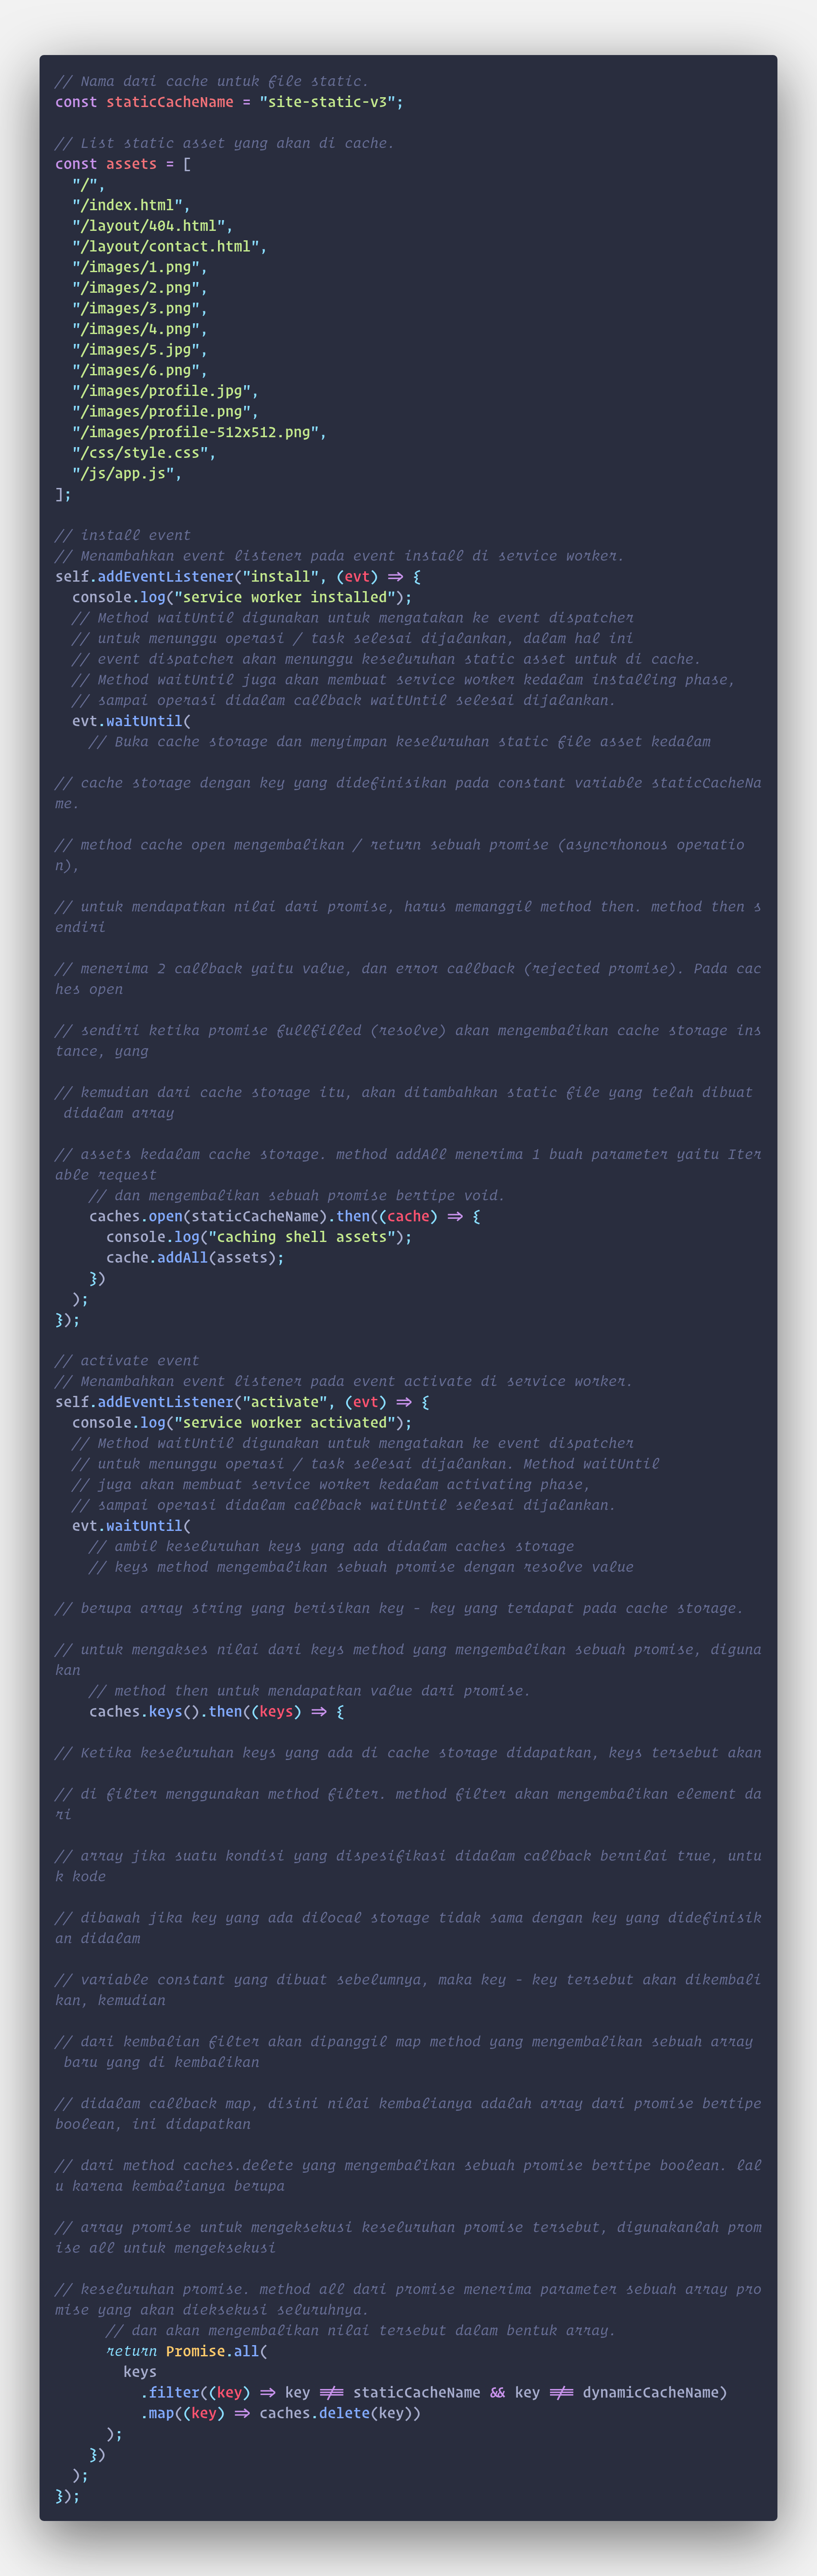 // Nama dari cache untuk file static.
const staticCacheName = "site-static-v3";
// List static asset yang akan di cache.
const assets = [
"/",
"/index.html",
"/layout/404.html",
"/layout/contact.html",
"/images/1.png",
"/images/2.png",
"/images/3.png",
"/images/4.png",
"/images/5.jpg",
"/images/6.png",
"/images/profile.jpg",
"/images/profile.png",
"/images/profile-512x512.png",
"/css/style.css",
"/js/app.js",
];
// install event
// Menambahkan event listener pada event install di service worker.
self.addEventListener("install", (evt) => {
console.log("service worker installed");
// Method waitUntil digunakan untuk mengatakan ke event dispatcher
// untuk menunggu operasi / task selesai dijalankan, dalam hal ini
// event dispatcher akan menunggu keseluruhan static asset untuk di cache.
// Method waitUntil juga akan membuat service worker kedalam installing phase,
// sampai operasi didalam callback waitUntil selesai dijalankan.
evt.waitUntil(
// Buka cache storage dan menyimpan keseluruhan static file asset kedalam
// cache storage dengan key yang didefinisikan pada constant variable staticCacheNa
me.
// method cache open mengembalikan / return sebuah promise (asyncrhonous operatio
n),
// untuk mendapatkan nilai dari promise, harus memanggil method then. method then s
endiri
// menerima 2 callback yaitu value, dan error callback (rejected promise). Pada cac
hes open
// sendiri ketika promise fullfilled (resolve) akan mengembalikan cache storage ins
tance, yang
// kemudian dari cache storage itu, akan ditambahkan static file yang telah dibuat
didalam array
// assets kedalam cache storage. method addAll menerima 1 buah parameter yaitu Iter
able request
// dan mengembalikan sebuah promise bertipe void.
caches.open(staticCacheName).then((cache) => {
console.log("caching shell assets");
cache.addAll(assets);
})
);
});
// activate event
// Menambahkan event listener pada event activate di service worker.
self.addEventListener("activate", (evt) => {
console.log("service worker activated");
// Method waitUntil digunakan untuk mengatakan ke event dispatcher
// untuk menunggu operasi / task selesai dijalankan. Method waitUntil
// juga akan membuat service worker kedalam activating phase,
// sampai operasi didalam callback waitUntil selesai dijalankan.
evt.waitUntil(
// ambil keseluruhan keys yang ada didalam caches storage
// keys method mengembalikan sebuah promise dengan resolve value
// berupa array string yang berisikan key - key yang terdapat pada cache storage.
// untuk mengakses nilai dari keys method yang mengembalikan sebuah promise, diguna
kan
// method then untuk mendapatkan value dari promise.
caches.keys().then((keys) => {
// Ketika keseluruhan keys yang ada di cache storage didapatkan, keys tersebut akan
// di filter menggunakan method filter. method filter akan mengembalikan element da
ri
// array jika suatu kondisi yang dispesifikasi didalam callback bernilai true, untu
k kode
// dibawah jika key yang ada dilocal storage tidak sama dengan key yang didefinisik
an didalam
// variable constant yang dibuat sebelumnya, maka key - key tersebut akan dikembali
kan, kemudian
// dari kembalian filter akan dipanggil map method yang mengembalikan sebuah array
baru yang di kembalikan
// didalam callback map, disini nilai kembalianya adalah array dari promise bertipe
boolean, ini didapatkan
// dari method caches.delete yang mengembalikan sebuah promise bertipe boolean. lal
u karena kembalianya berupa
// array promise untuk mengeksekusi keseluruhan promise tersebut, digunakanlah prom
ise all untuk mengeksekusi
// keseluruhan promise. method all dari promise menerima parameter sebuah array pro
mise yang akan dieksekusi seluruhnya.
// dan akan mengembalikan nilai tersebut dalam bentuk array.
return Promise.all(
keys
.filter((key) => key !== staticCacheName && key !== dynamicCacheName)
.map((key) => caches.delete(key))
);
})
);
});